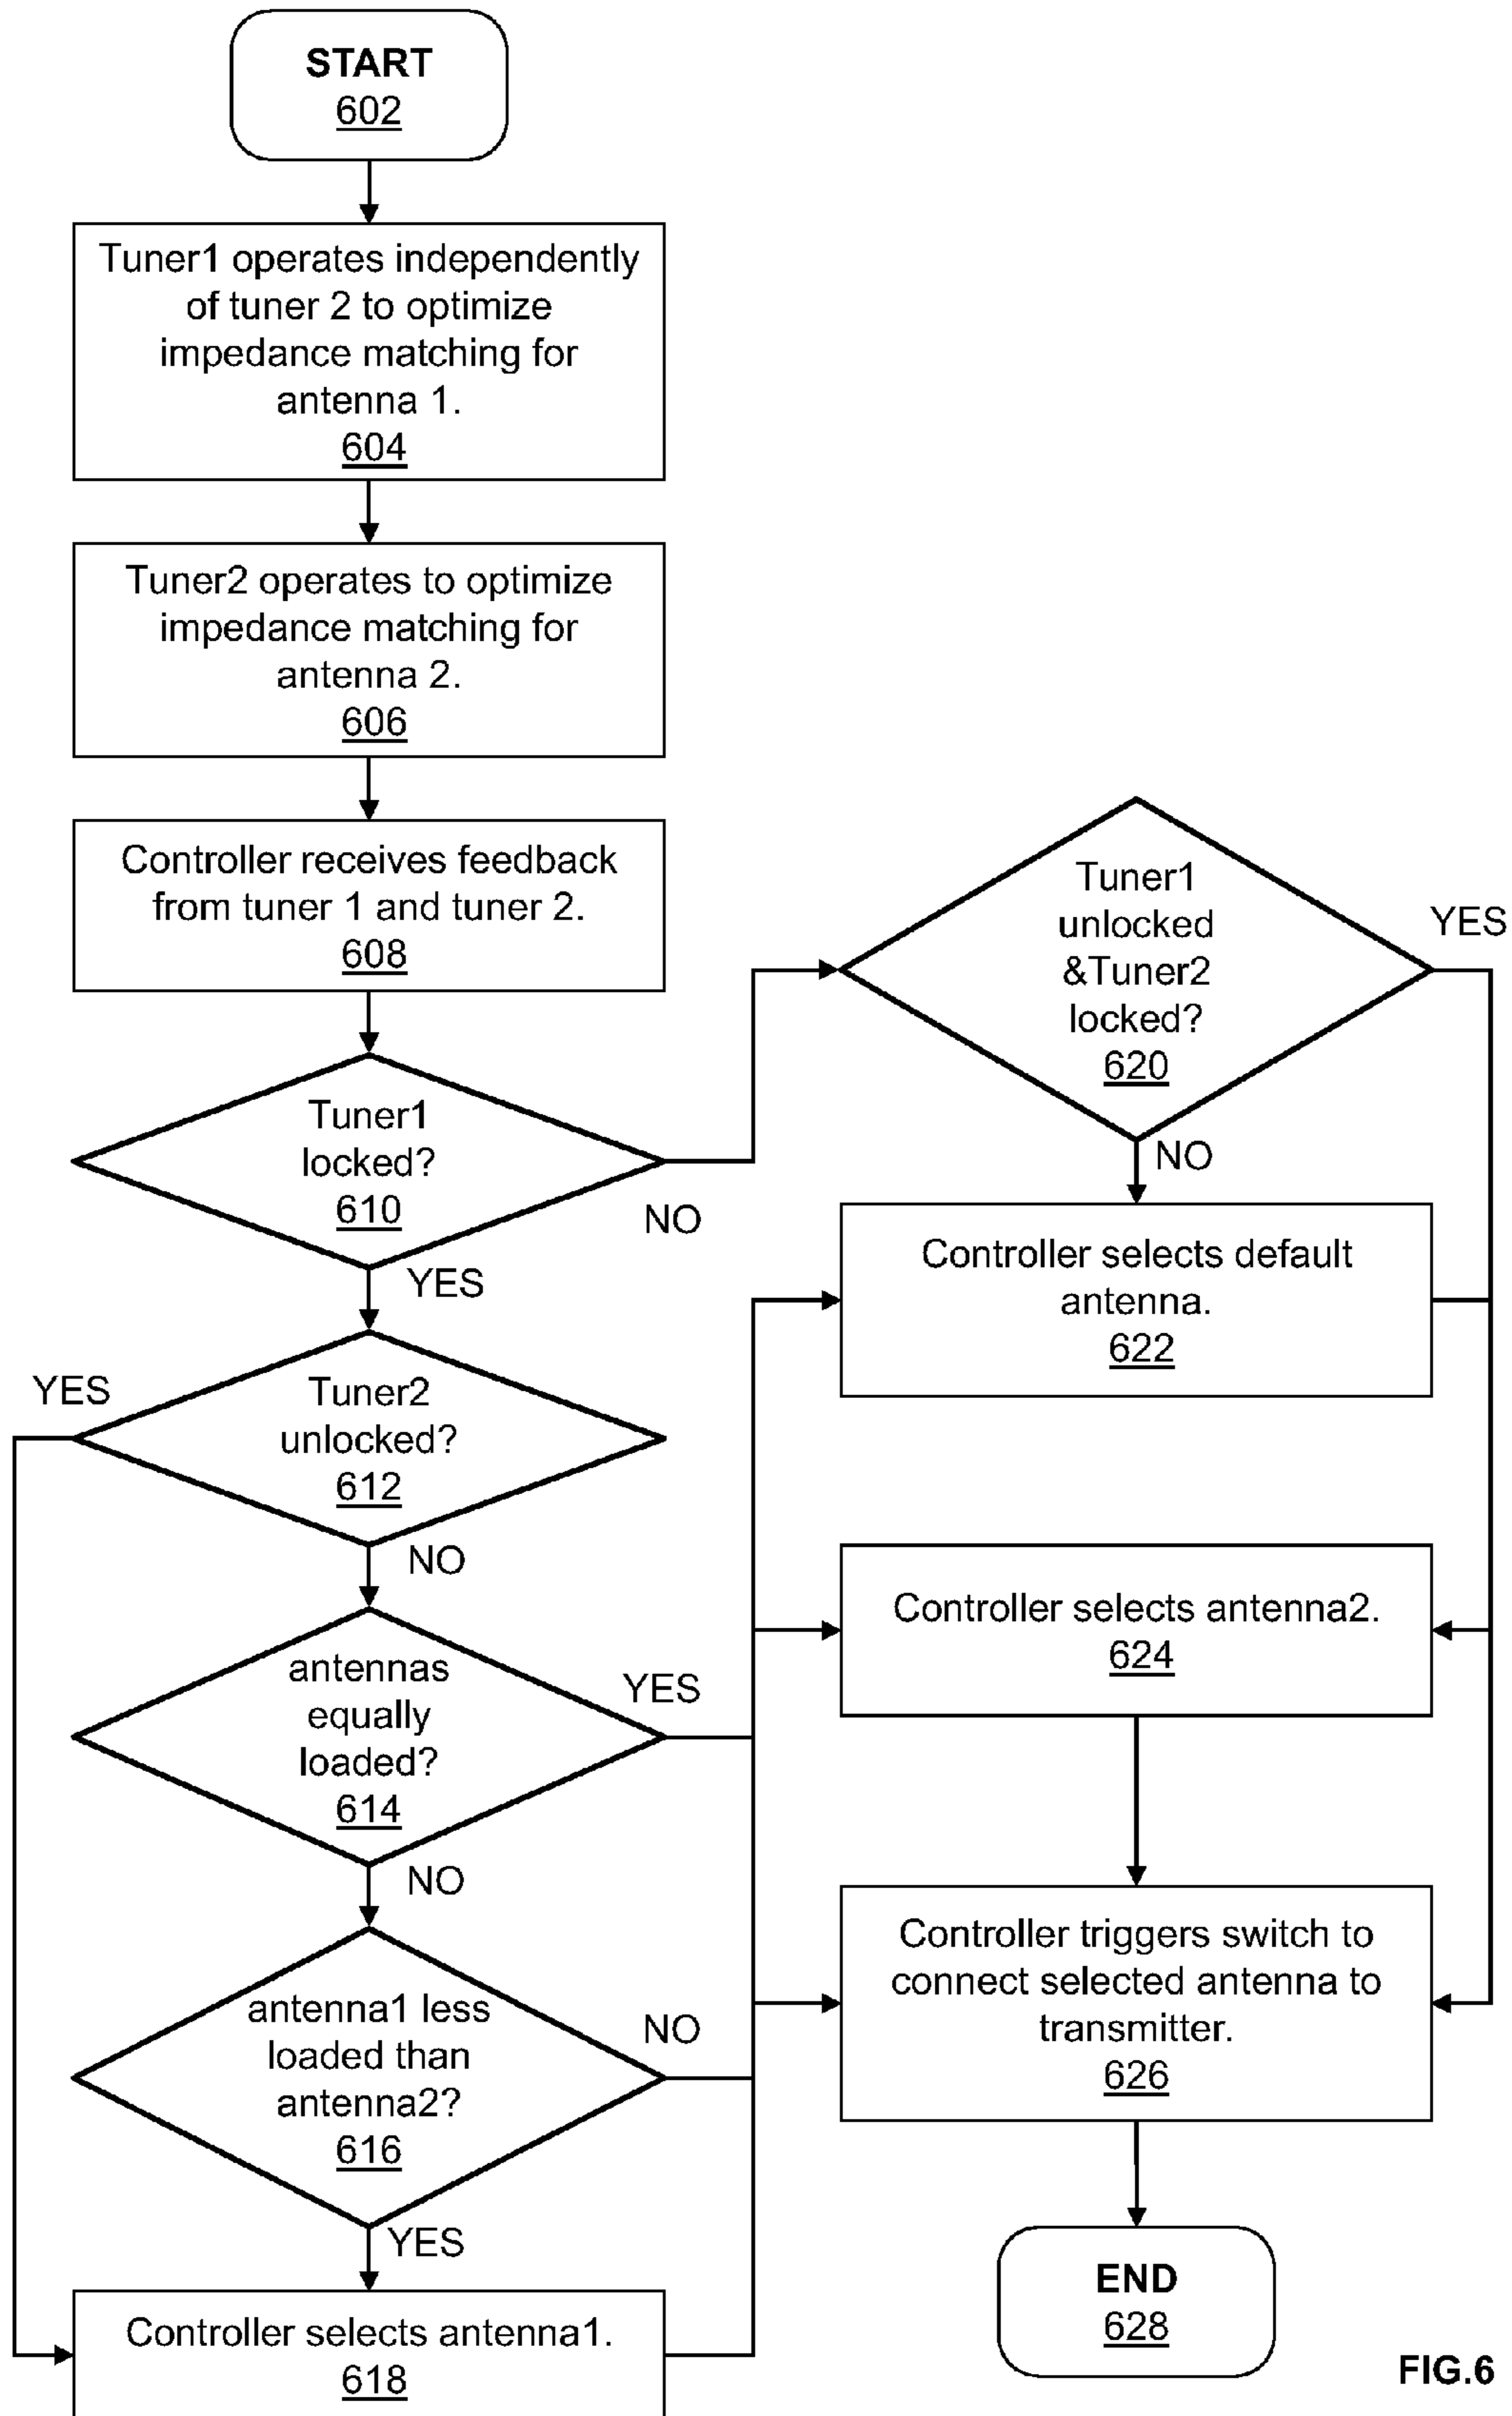 START
602
Tuner1 operates independently
of tuner 2 to optimize
impedance matching for
antenna 1.
604
Tuner2 operates to optimize
impedance matching for
antenna 2.
606
Controller receives feedback
from tuner 1 and tuner 2.
608
Tuner1
locked?
610
NO
YES
Tuner2
unlocked?
612
YES
NO
antennas
equally
loaded?
614
YES
NO
antenna1 less
loaded than
antenna2?
616
NO
YES
Controller selects antenna1.
618
Tuner1
unlocked
&Tuner2
locked?
620
YES
NO
Controller selects default
antenna.
622
Controller selects antenna2.
624
Controller triggers switch to
connect selected antenna to
transmitter.
626
END
628
FIG.6